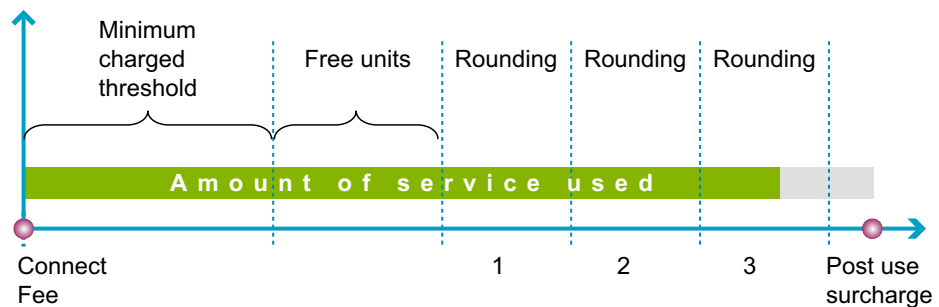 Minimum
charged
threshold
Free units
Rounding
Rounding
Rounding
Amount of service used
Connect
Fee
1
2
3
Post use
surcharge